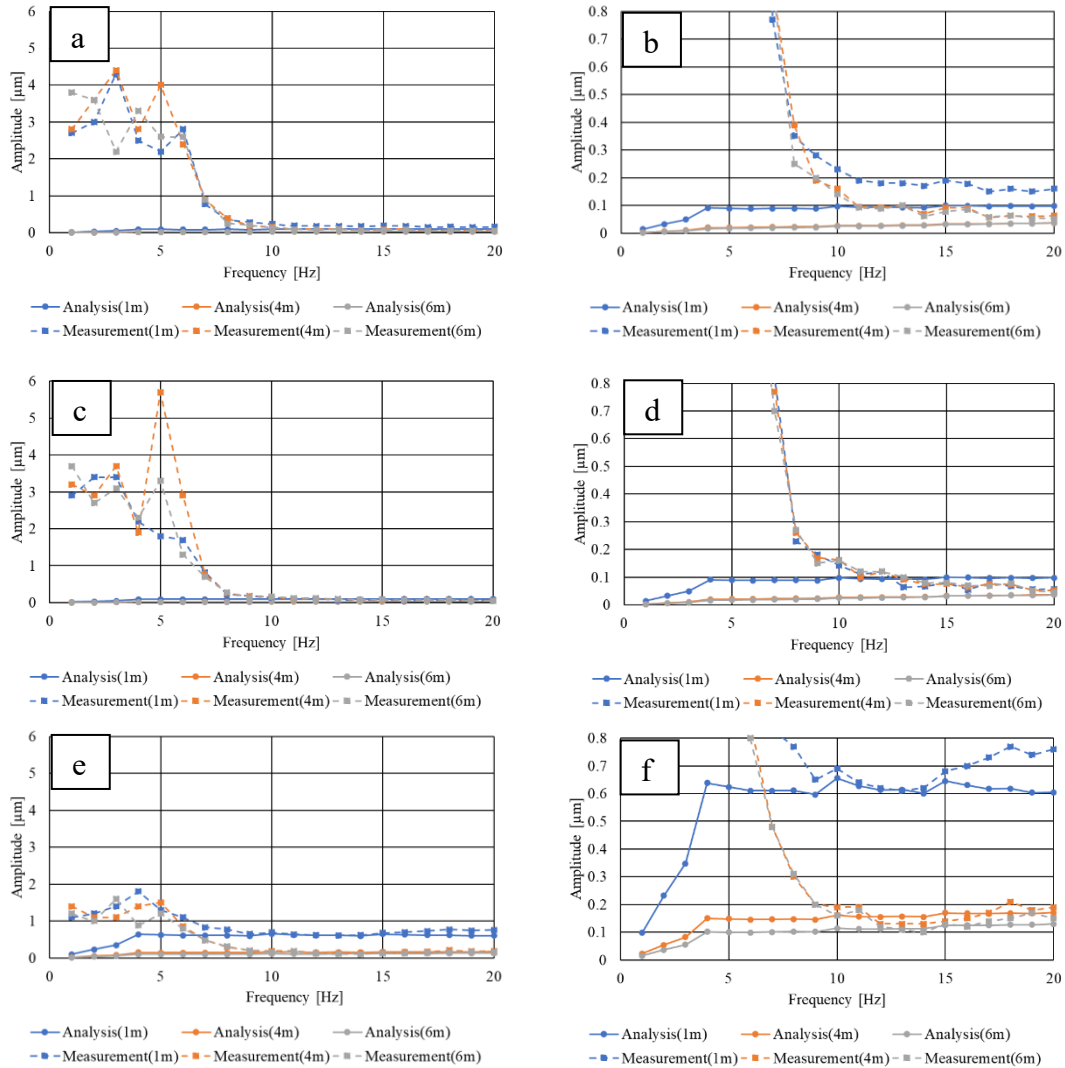 a
6
5
4
3
2
1
0
Amplitude [µm]
0 5 10 15 20
Frequency [Hz]
Analysis(1m) Analysis(4m) Analysis(6m)
Measurement(1m) Measurement(4m) Measurement(6m)
b
0.8
0.7
0.6
0.5
0.4
0.3
0.2
0.1
0
Amplitude [µm]
0 5 10 15 20
Frequency [Hz]
Analysis(1m) Analysis(4m) Analysis(6m)
Measurement(1m) Measurement(4m) Measurement(6m)
c
6
5
4
3
2
1
0
Amplitude [µm]
0 5 10 15 20
Frequency [Hz]
Analysis(1m) Analysis(4m) Analysis(6m)
Measurement(1m) Measurement(4m) Measurement(6m)
d
0.8
0.7
0.6
0.5
0.4
0.3
0.2
0.1
0
Amplitude [µm]
0 5 10 15 20
Frequency [Hz]
Analysis(1m) Analysis(4m) Analysis(6m)
Measurement(1m) Measurement(4m) Measurement(6m)
e
6
5
4
3
2
1
0
Amplitude [µm]
0 5 10 15 20
Frequency [Hz]
Analysis(1m) Analysis(4m) Analysis(6m)
Measurement(1m) Measurement(4m) Measurement(6m)
f
0.8
0.7
0.6
0.5
0.4
0.3
0.2
0.1
0
Amplitude [µm]
0 5 10 15 20
Frequency [Hz]
Analysis(1m) Analysis(4m) Analysis(6m)
Measurement(1m) Measurement(4m) Measurement(6m)